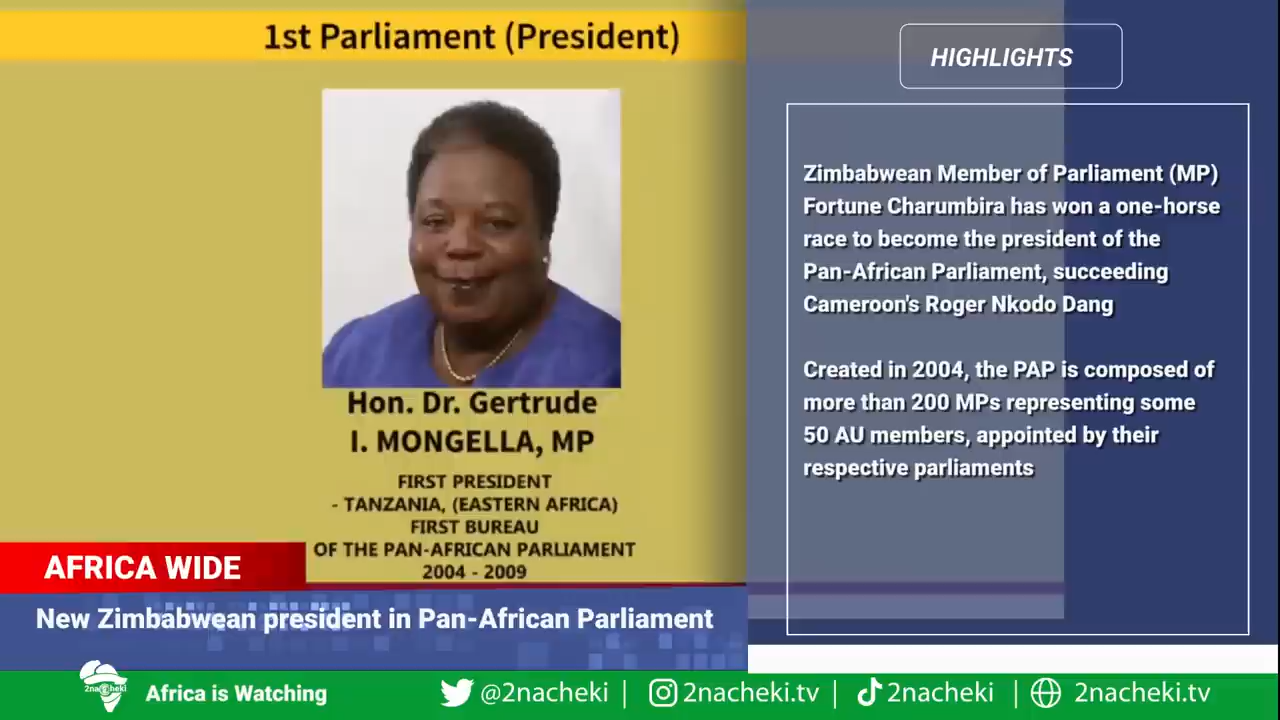 1st Parliament (President)
Hon. Dr. Gertrude
I. MONGELLA, MP
FIRST PRESIDENT
- TANZANIA, (EASTERN AFRICA)
FIRST BUREAU
OF THE PAN-AFRICAN PARLIAMENT
2004 - 2009
HIGHLIGHTS
Zimbabwean Member of Parliament (MP)
Fortune Charumbira has won a one-horse
race to become the president of the
Pan-African Parliament, succeeding
Cameroon's Roger Nkodo Dang
Created in 2004, the PAP is composed of
more than 200 MPs representing some
50 AU members, appointed by their
respective parliaments
AFRICA WIDE
New Zimbabwean president in Pan-African Parliament
2nacheki
Africa is Watching
@2nacheki | 2nacheki.tv | 2nacheki | 2nacheki.tv